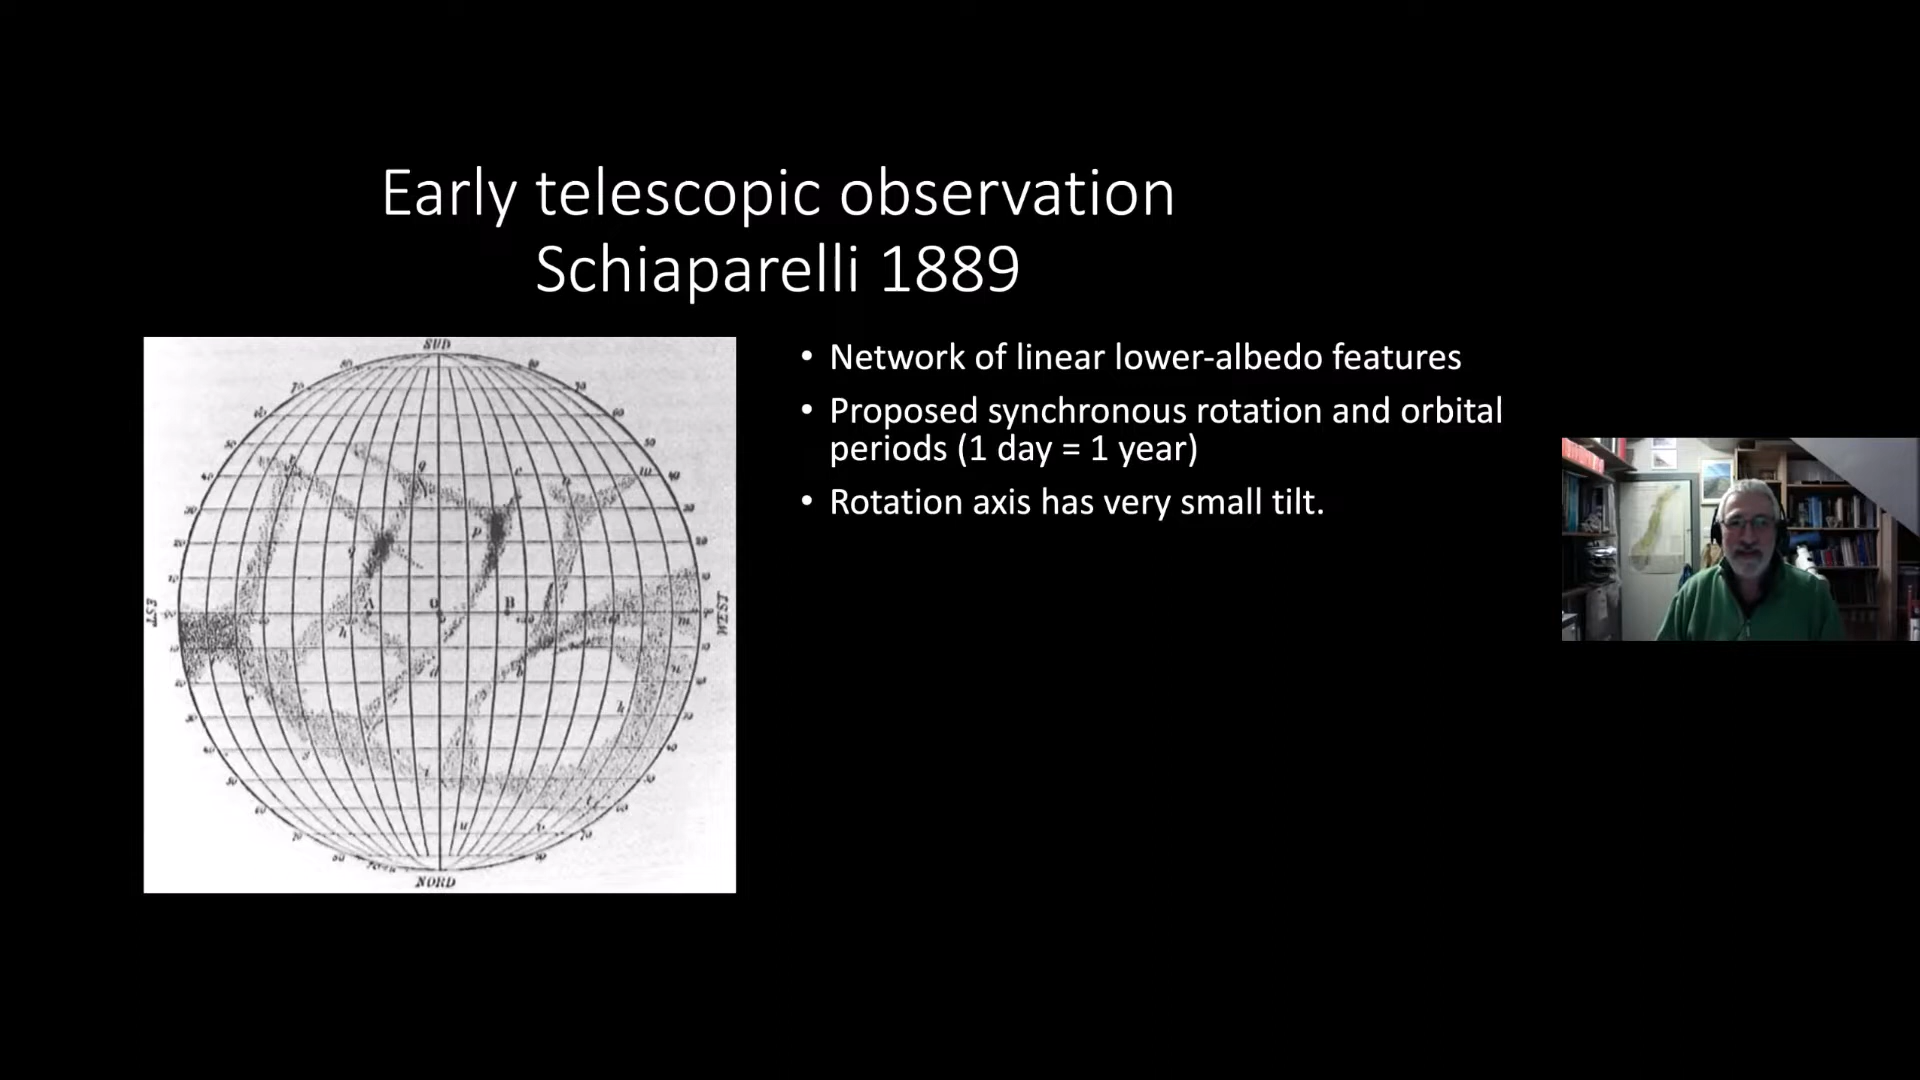 Early telescopic observation
Schiaparelli 1889
• Network of linear lower-albedo features
• Proposed synchronous rotation and orbital
periods (1 day = 1 year)
• Rotation axis has very small tilt.
SUD
EST
WEST
A
O
B
NORD